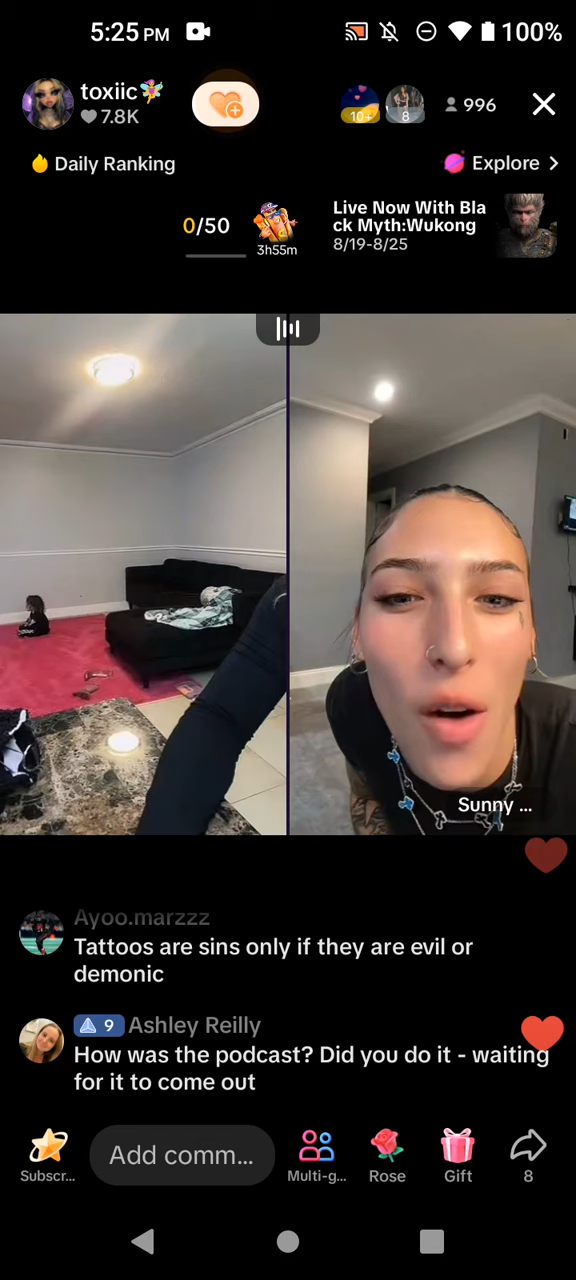 5:25 PM 100%
toxiic🧚
7.8K
10+
8
996
Daily Ranking
Explore
0/50
3h55m
Live Now With Bla
ck Myth:Wukong
8/19-8/25
Sunny ...
Ayoo.marzzz
Tattoos are sins only if they are evil or
demonic
9 Ashley Reilly
How was the podcast? Did you do it - waiting
for it to come out
Add comm...
Subscr...
Multi-g...
Rose
Gift
8